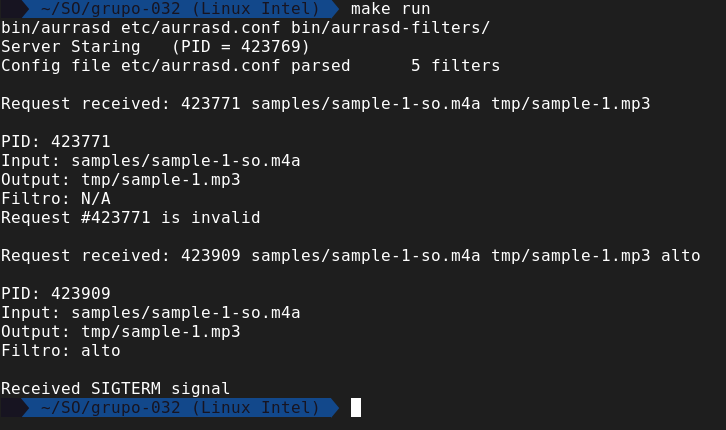 ~/SO/grupo-032 (Linux Intel) make run
bin/aurrasd etc/aurrasd.conf bin/aurrasd-filters/
Server Staring   (PID = 423769)
Config file etc/aurrasd.conf parsed      5 filters
Request received: 423771 samples/sample-1-so.m4a tmp/sample-1.mp3
PID: 423771
Input: samples/sample-1-so.m4a
Output: tmp/sample-1.mp3
Filtro: N/A
Request #423771 is invalid
Request received: 423909 samples/sample-1-so.m4a tmp/sample-1.mp3 alto
PID: 423909
Input: samples/sample-1-so.m4a
Output: tmp/sample-1.mp3
Filtro: alto
Received SIGTERM signal
~/SO/grupo-032 (Linux Intel)